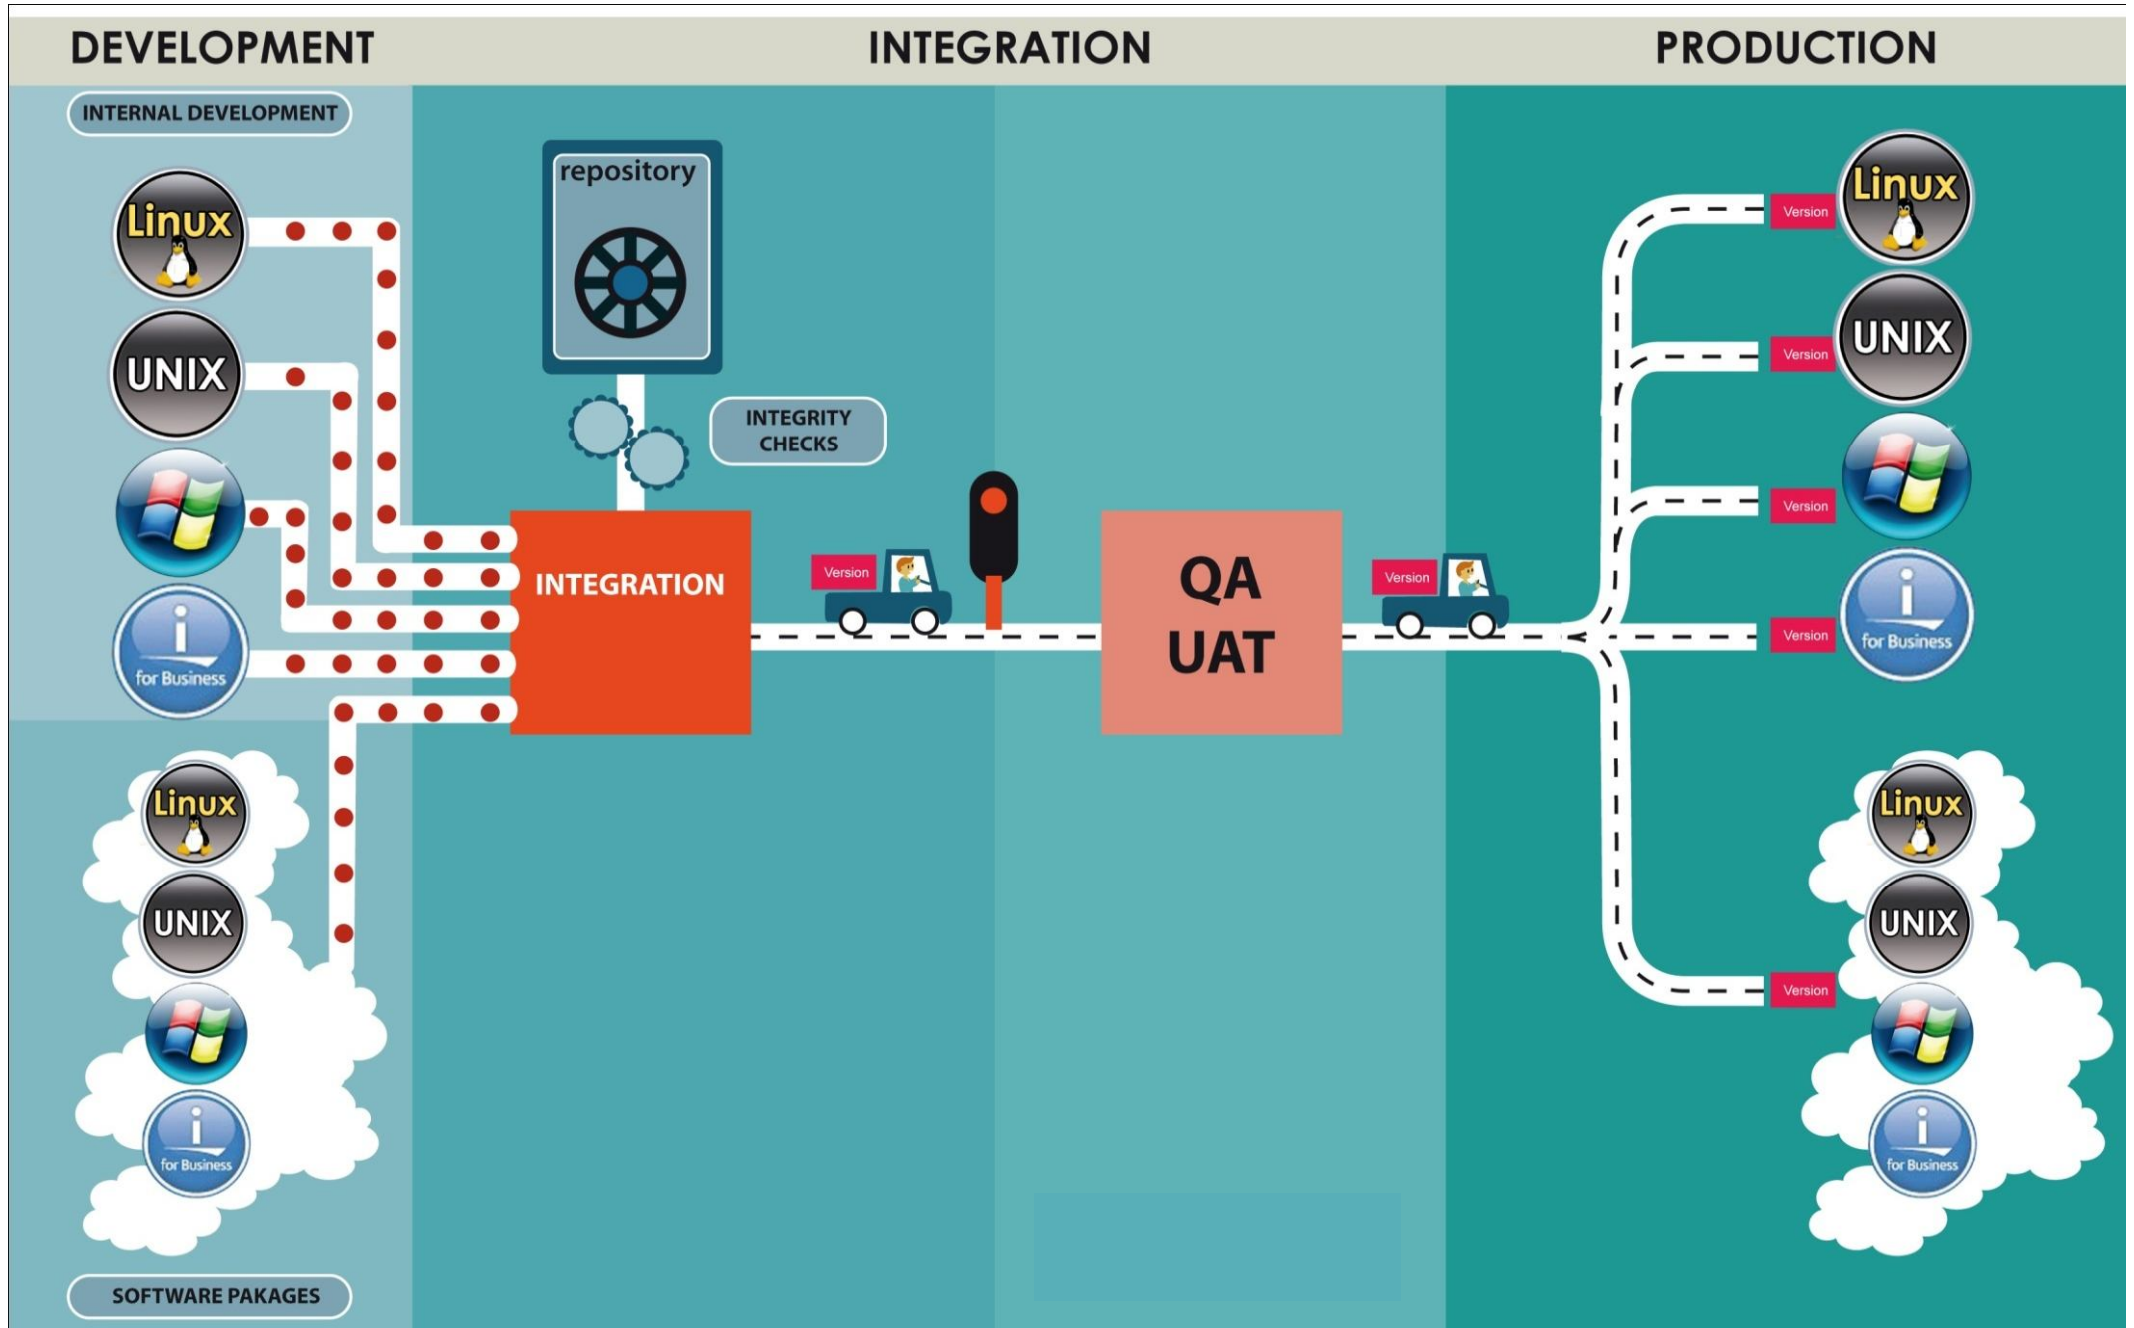 DEVELOPMENT
INTEGRATION
PRODUCTION
INTERNAL DEVELOPMENT
Linux
UNIX
i
for Business
Linux
UNIX
i
for Business
SOFTWARE PAKAGES
repository
INTEGRITY
CHECKS
INTEGRATION
Version
QA
UAT
Version
Version
Linux
Version
UNIX
Version
Version
i
for Business
Version
Linux
UNIX
i
for Business